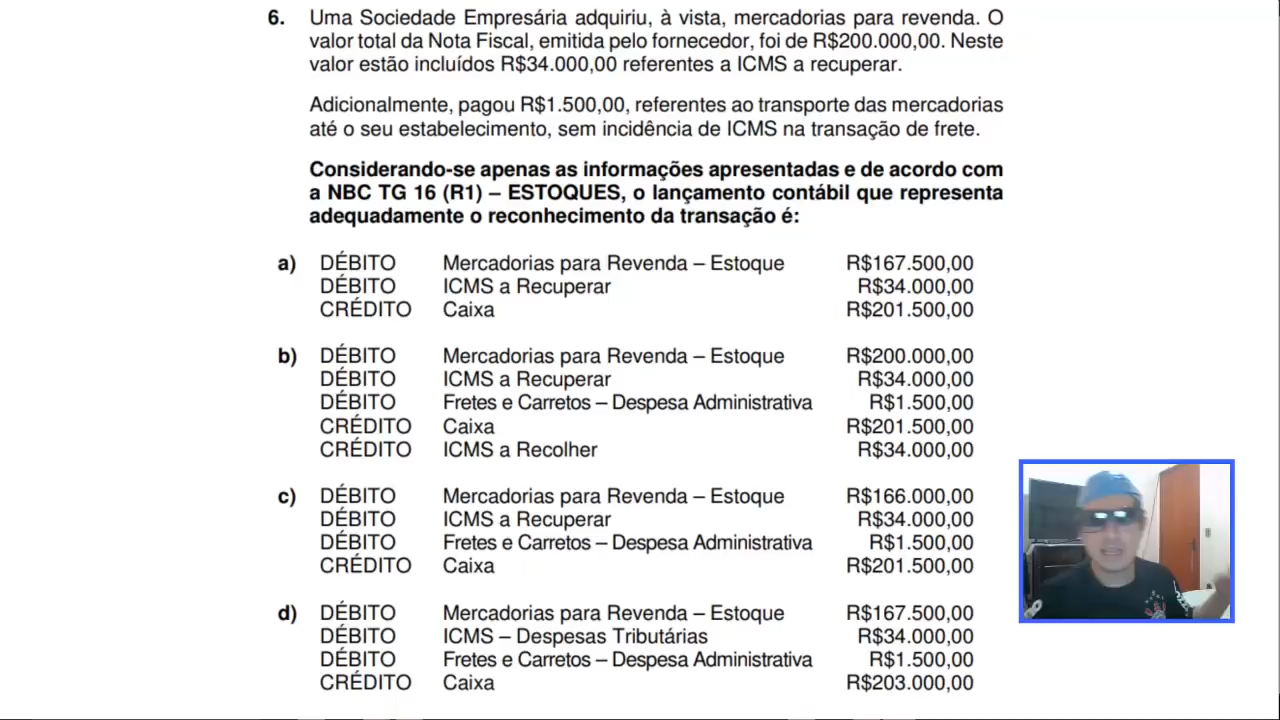 6. Uma Sociedade Empresária adquiriu, à vista, mercadorias para revenda. O
valor total da Nota Fiscal, emitida pelo fornecedor, foi de R$200.000,00. Neste
valor estão incluídos R$34.000,00 referentes a ICMS a recuperar.
Adicionalmente, pagou R$1.500,00, referentes ao transporte das mercadorias
até o seu estabelecimento, sem incidência de ICMS na transação de frete.
Considerando-se apenas as informações apresentadas e de acordo com
a NBC TG 16 (R1) – ESTOQUES, o lançamento contábil que representa
adequadamente o reconhecimento da transação é:
a) DÉBITO Mercadorias para Revenda – Estoque R$167.500,00
DÉBITO ICMS a Recuperar R$34.000,00
CRÉDITO Caixa R$201.500,00
b) DÉBITO Mercadorias para Revenda – Estoque R$200.000,00
DÉBITO ICMS a Recuperar R$34.000,00
DÉBITO Fretes e Carretos – Despesa Administrativa R$1.500,00
CRÉDITO Caixa R$201.500,00
CRÉDITO ICMS a Recolher R$34.000,00
c) DÉBITO Mercadorias para Revenda – Estoque R$166.000,00
DÉBITO ICMS a Recuperar R$34.000,00
DÉBITO Fretes e Carretos – Despesa Administrativa R$1.500,00
CRÉDITO Caixa R$201.500,00
d) DÉBITO Mercadorias para Revenda – Estoque R$167.500,00
DÉBITO ICMS – Despesas Tributárias R$34.000,00
DÉBITO Fretes e Carretos – Despesa Administrativa R$1.500,00
CRÉDITO Caixa R$203.000,00